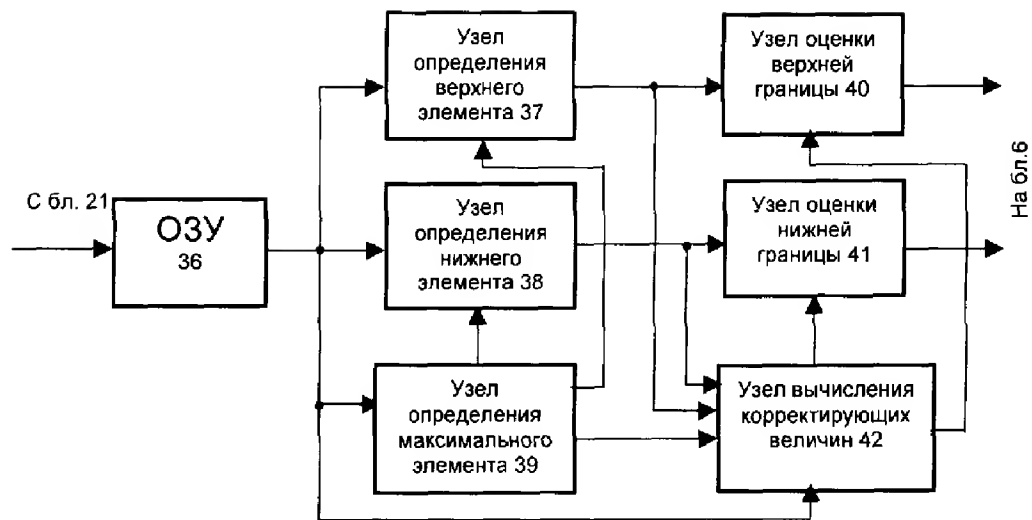 Узел
определения
верхнего
элемента 37
Узел оценки
верхней
границы 40
С бл. 21
ОЗУ
36
Узел
определения
нижнего
элемента 38
Узел оценки
нижней
границы 41
На бл.6
Узел
определения
максимального
элемента 39
Узел вычисления
корректирующих
величин 42